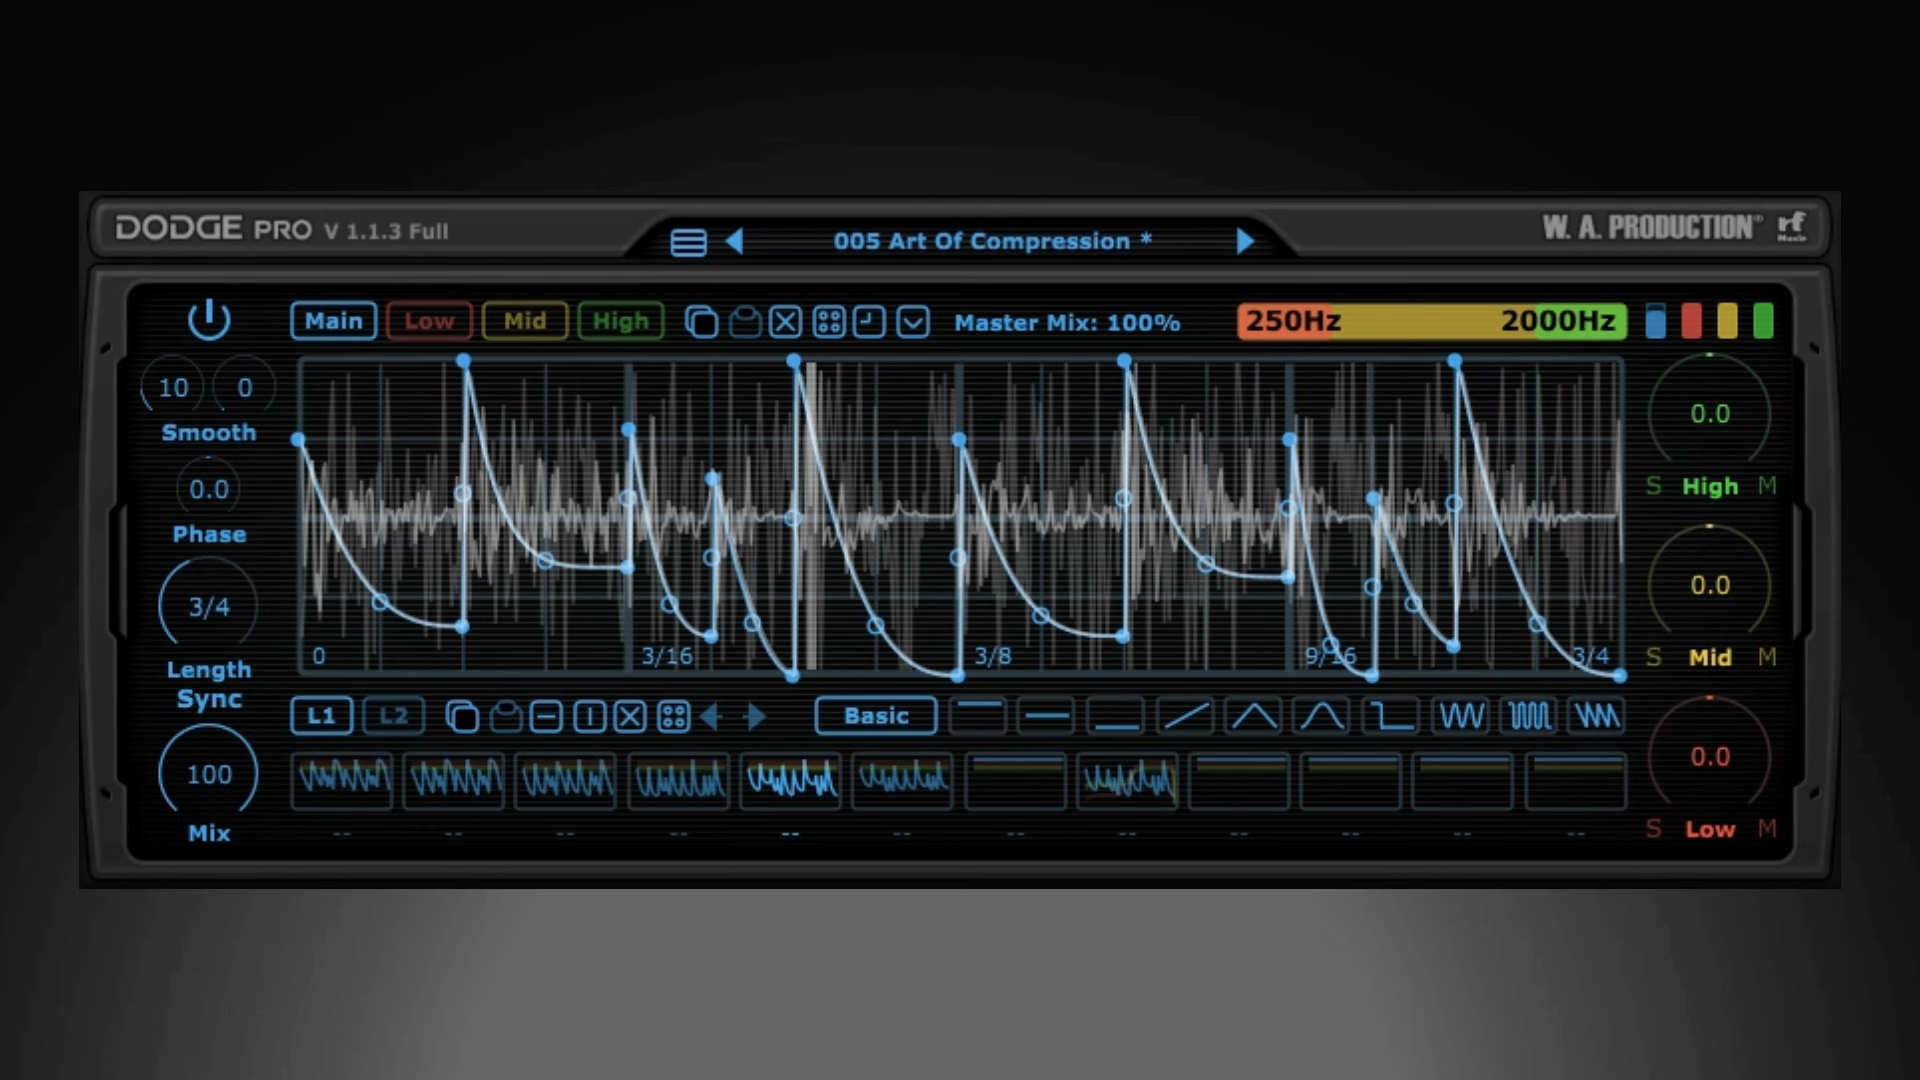 DODGE PRO V 1.1.3 Full
005 Art Of Compression *
W. A. PRODUCTION®
Main Low Mid High
Master Mix: 100%
250Hz 2000Hz
10 0
Smooth
0.0
Phase
3/4
Length
Sync
100
Mix
0 3/16 3/8 9/16 3/4
L1 L2
Basic
-- -- -- -- -- -- -- -- -- -- -- --
0.0
S High M
0.0
S Mid M
0.0
S Low M